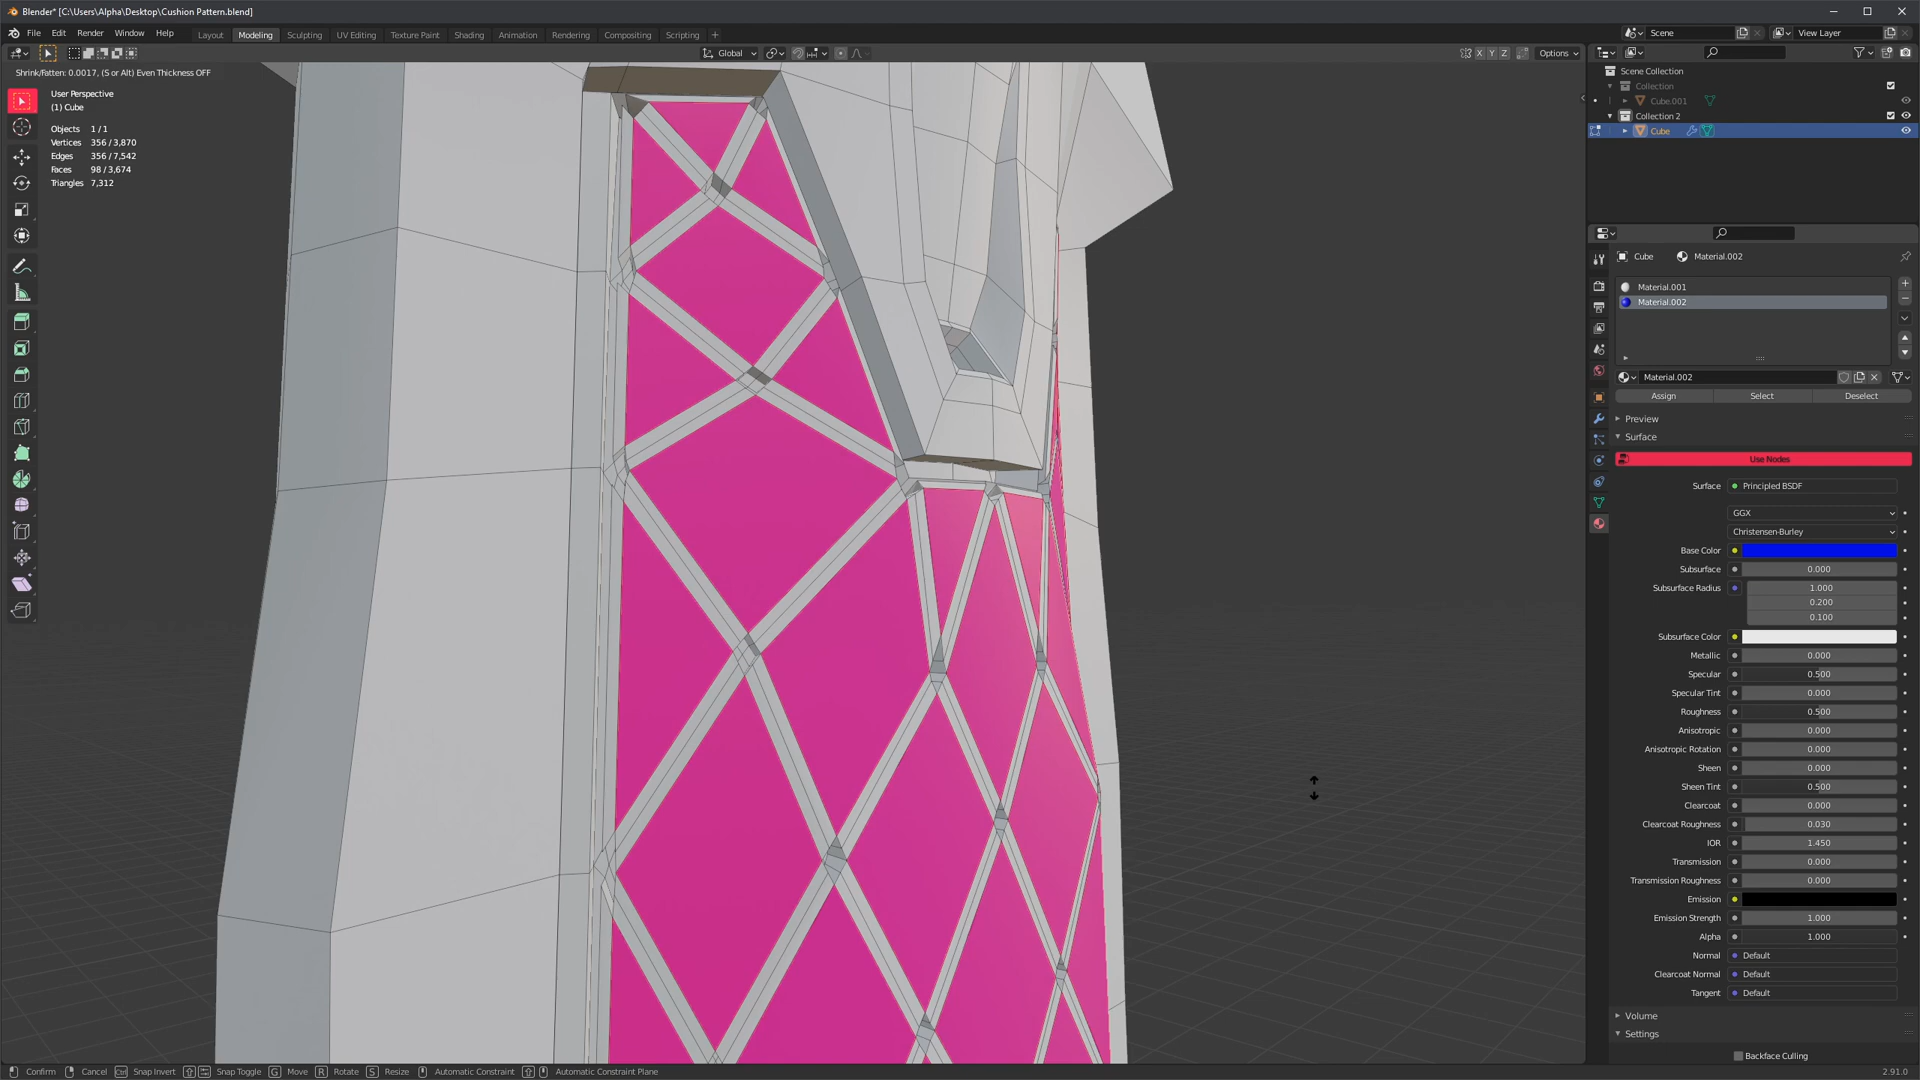 Blender* [C:\Users\Alpha\Desktop\Cushion Pattern.blend]
File Edit Render Window Help
Layout Modeling Sculpting UV Editing Texture Paint Shading Animation Rendering Compositing Scripting +
Scene
View Layer
Global
X Y Z
Options
Shrink/Fatten: 0.0017, (S or Alt) Even Thickness OFF
User Perspective
(1) Cube
Objects 1/1
Vertices 356/3,870
Edges 356/7,542
Faces 98/3,674
Triangles 7,312
Scene Collection
Collection
Cube.001
Collection 2
Cube
Cube
Material.002
Material.001
Material.002
Material.002
Assign Select Deselect
Preview
Surface
Use Nodes
Surface Principled BSDF
GGX
Christensen-Burley
Base Color
Subsurface 0.000
Subsurface Radius 1.000
0.200
0.100
Subsurface Color
Metallic 0.000
Specular 0.500
Specular Tint 0.000
Roughness 0.500
Anisotropic 0.000
Anisotropic Rotation 0.000
Sheen 0.000
Sheen Tint 0.500
Clearcoat 0.000
Clearcoat Roughness 0.030
IOR 1.450
Transmission 0.000
Transmission Roughness 0.000
Emission
Emission Strength 1.000
Alpha 1.000
Normal Default
Clearcoat Normal Default
Tangent Default
Volume
Settings
Backface Culling
Confirm Cancel Ctrl Snap Invert Snap Toggle G Move R Rotate S Resize Automatic Constraint Automatic Constraint Plane
2.91.0